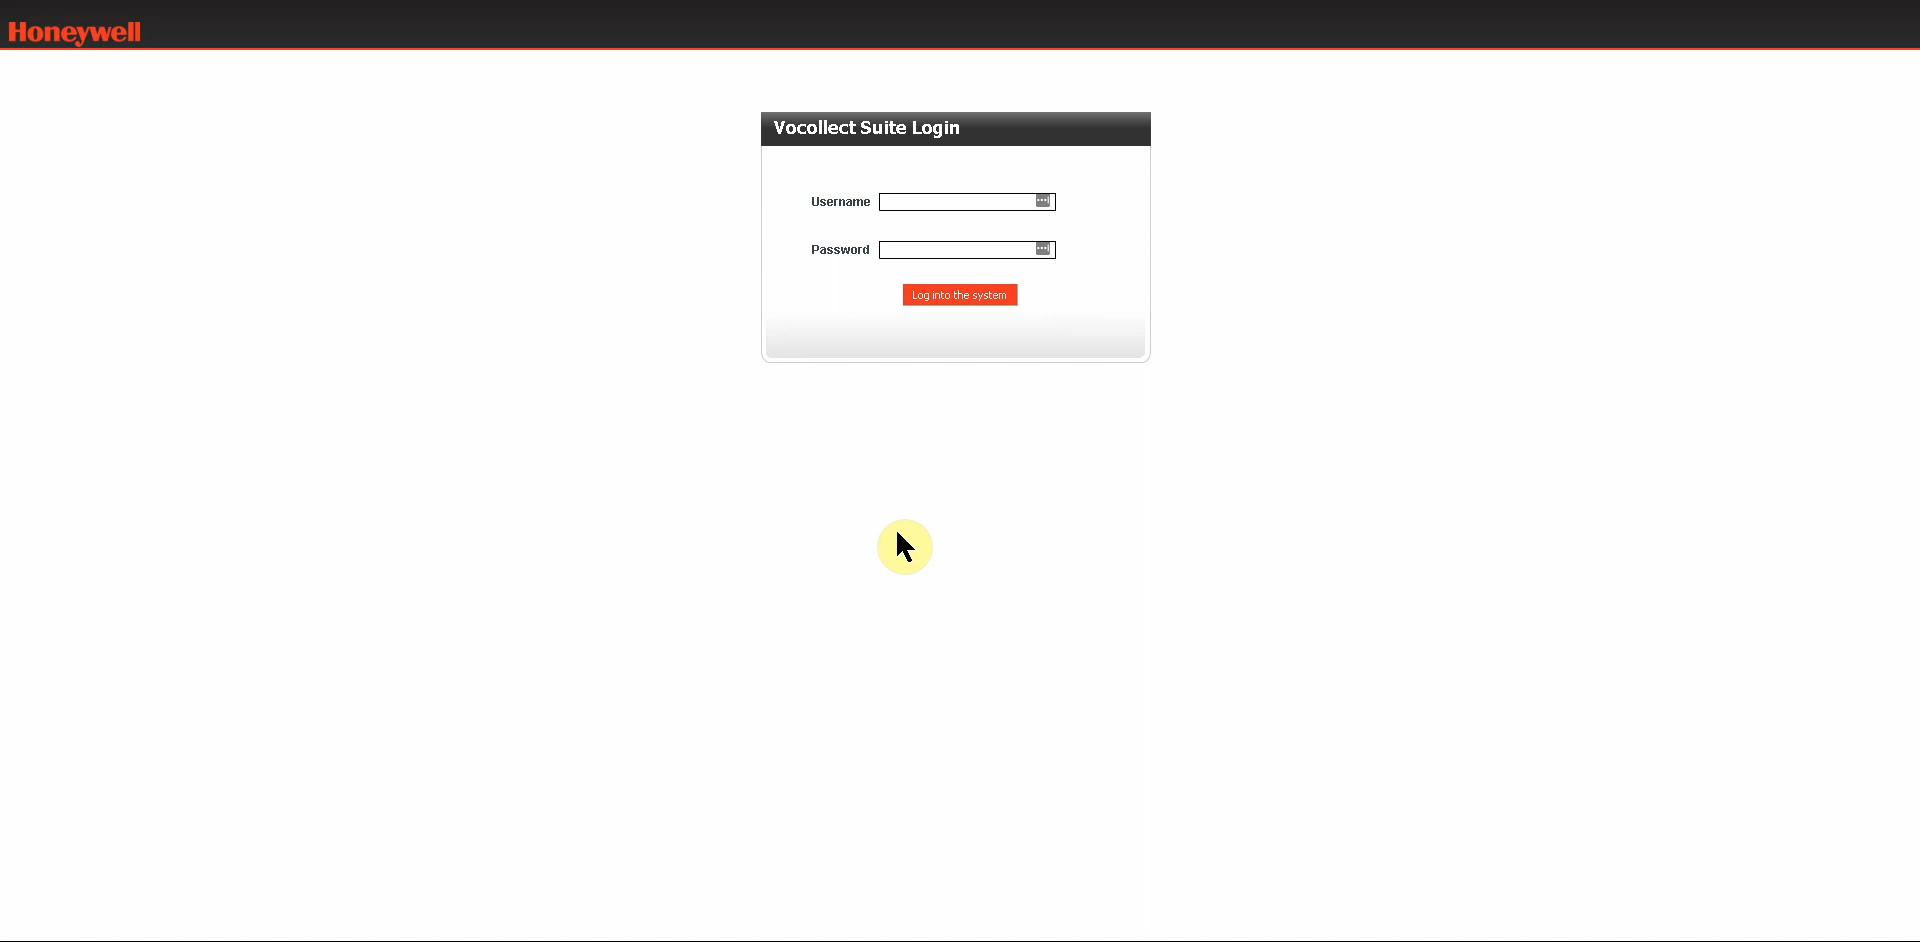 Honeywell
Vocollect Suite Login
Username
Password
Log into the system